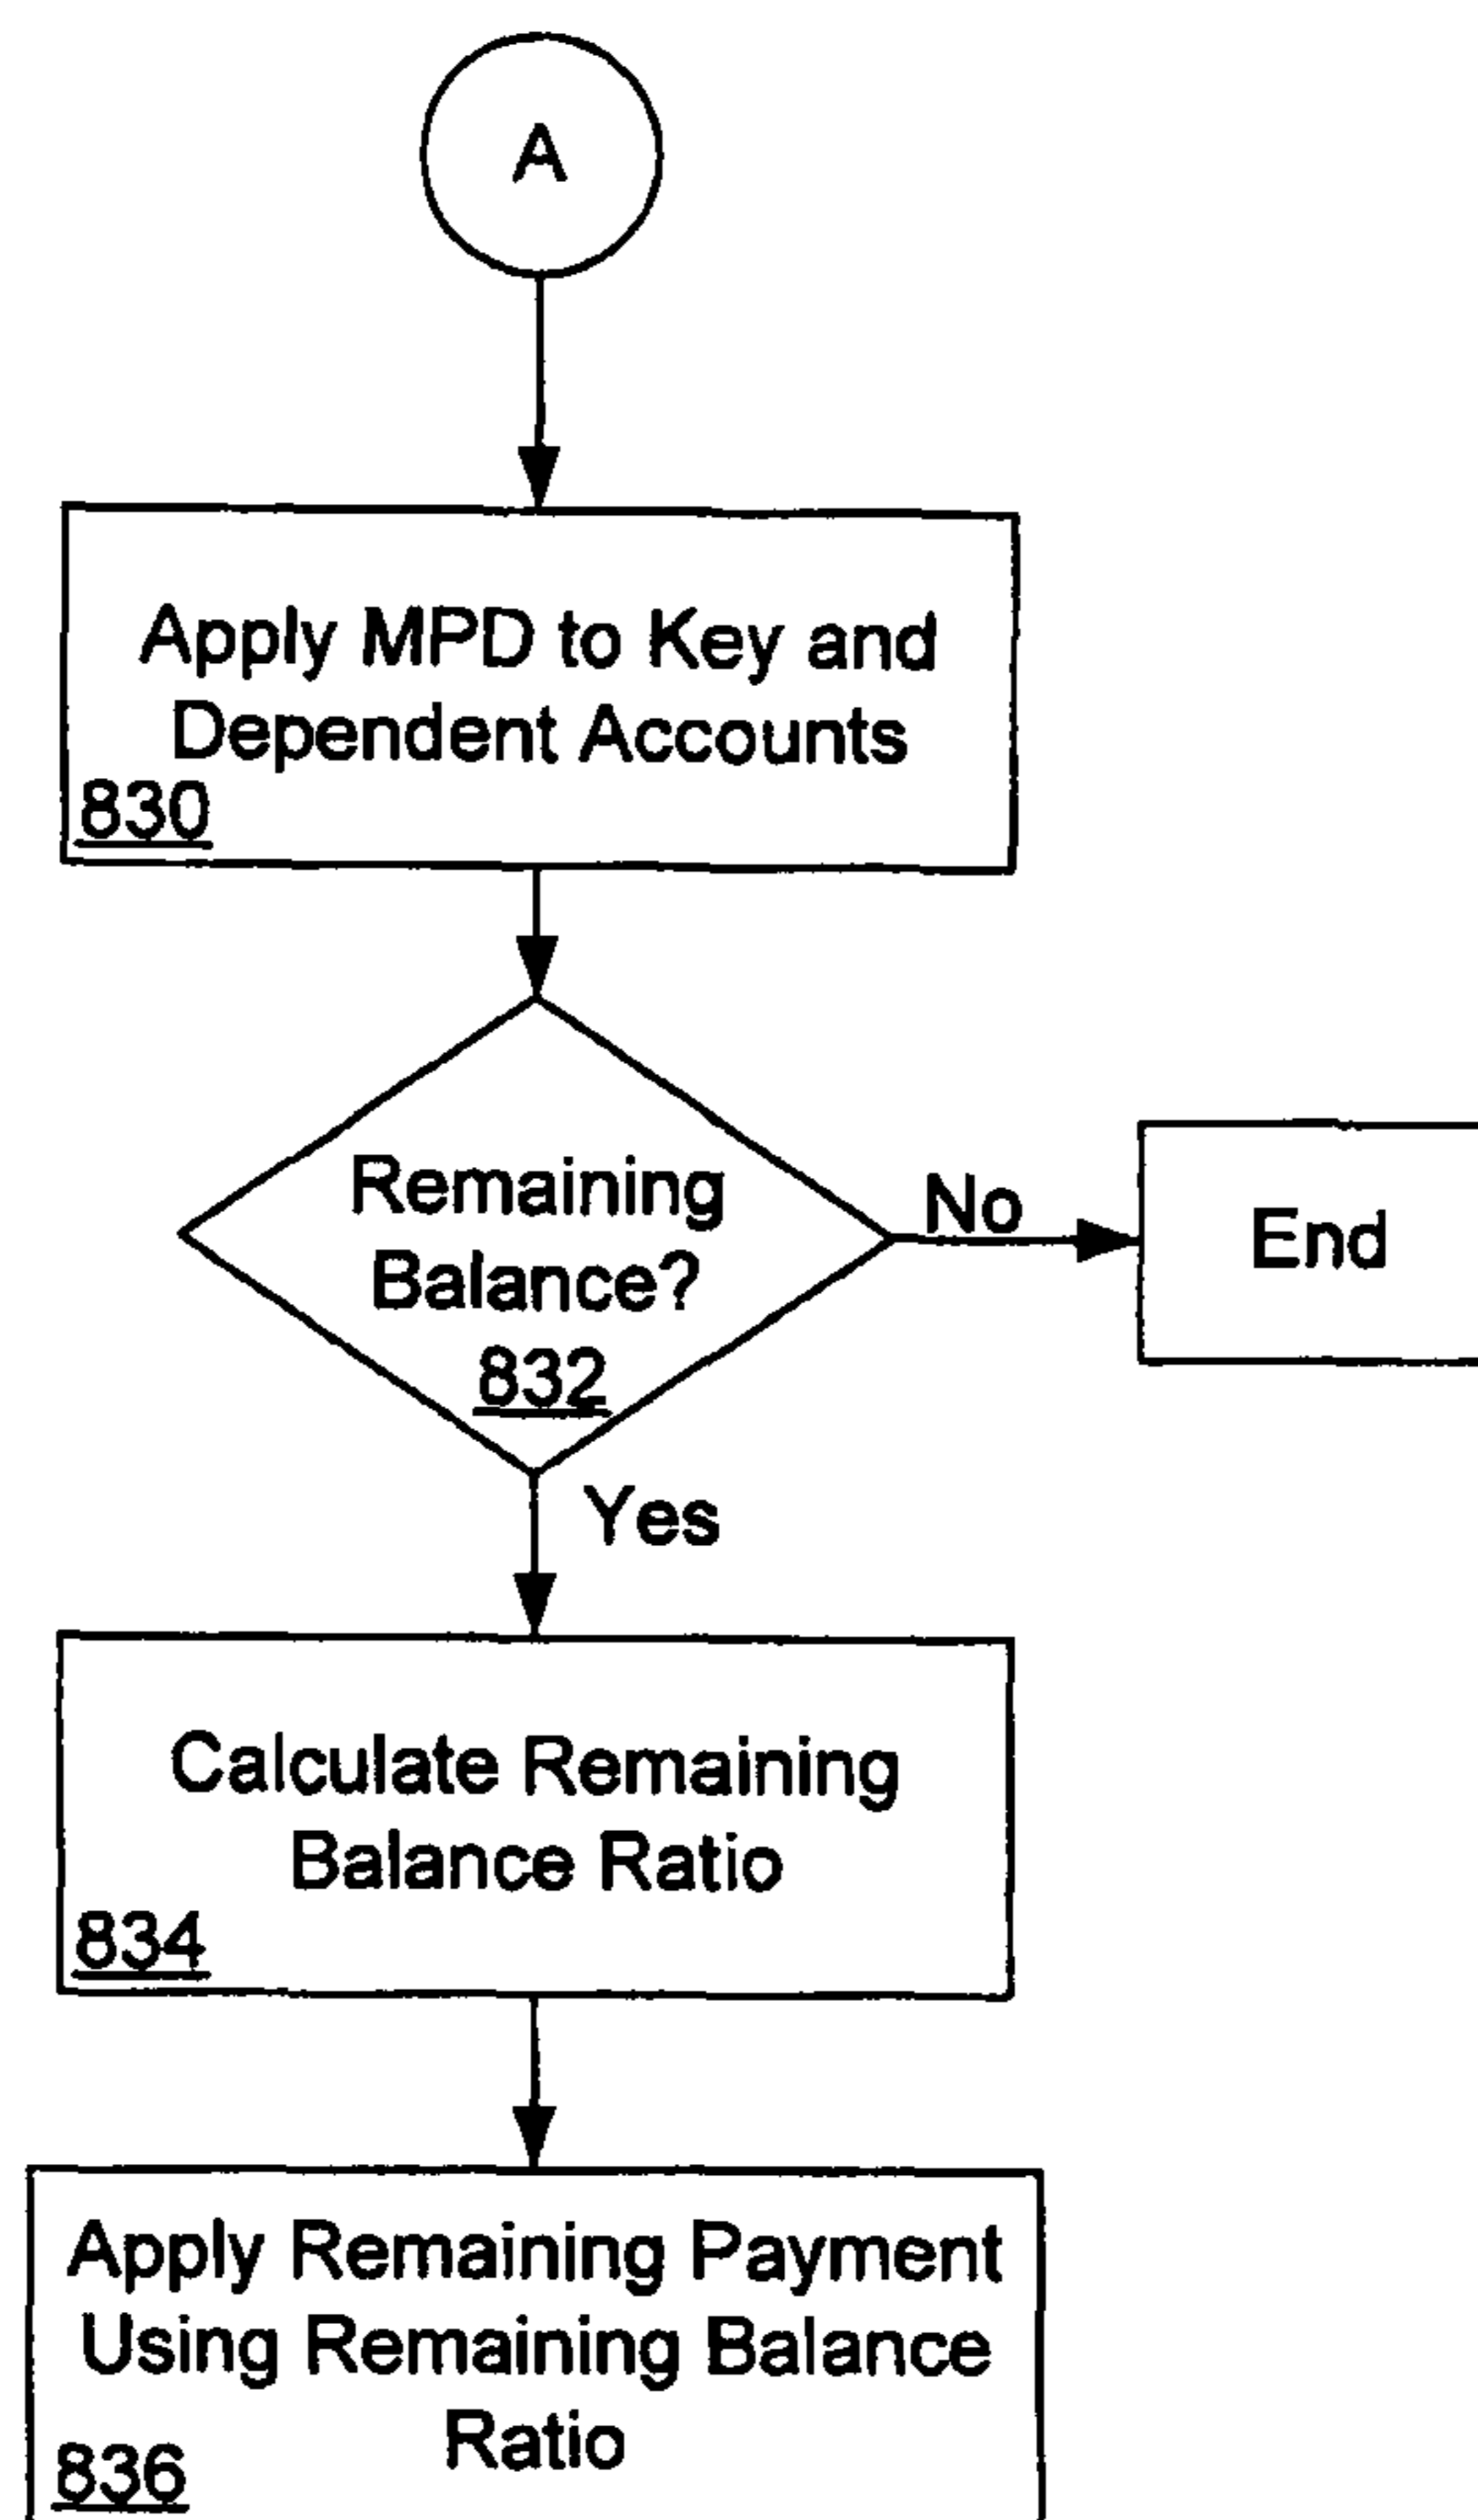 A
Apply MPD to Key and
Dependent Accounts
830
Remaining
Balance?
832
No
End
Yes
Calculate Remaining
Balance Ratio
834
Apply Remaining Payment
Using Remaining Balance
Ratio
836